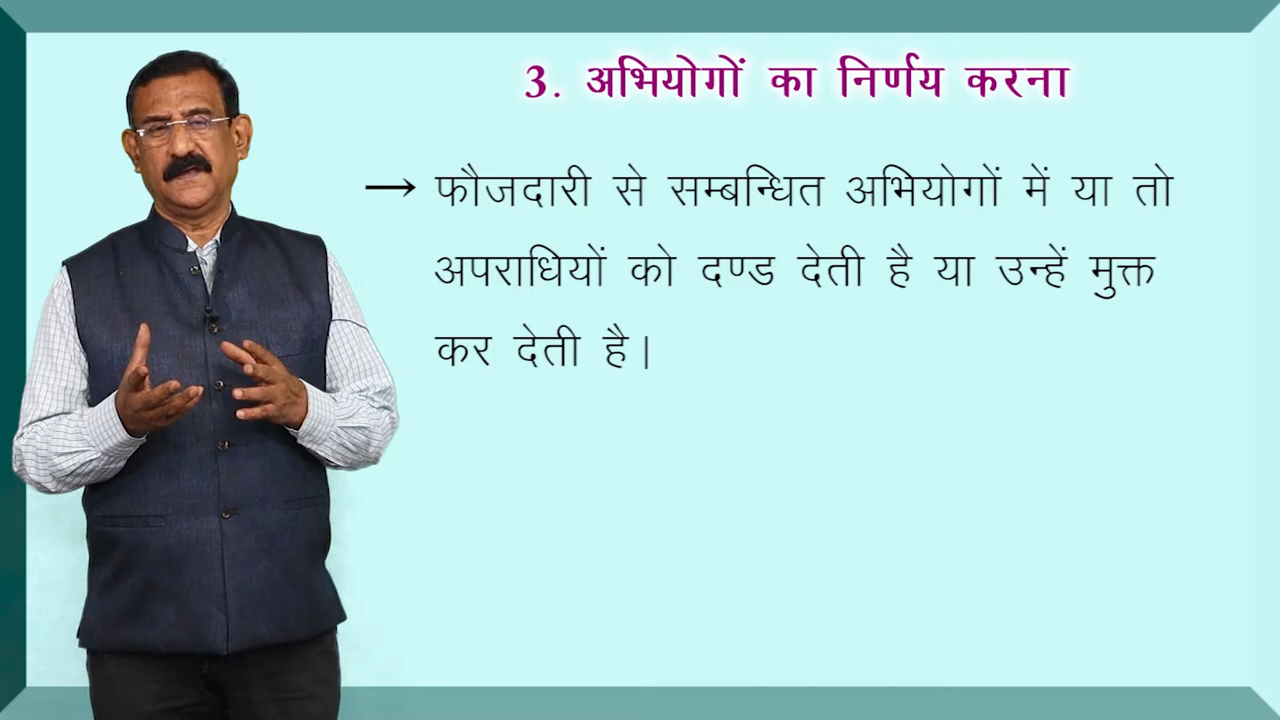 3. अभियोगों का निर्णय करना
→ फौजदारी से सम्बन्धित अभियोगों में या तो
अपराधियों को दण्ड देती है या उन्हें मुक्त
कर देती है।